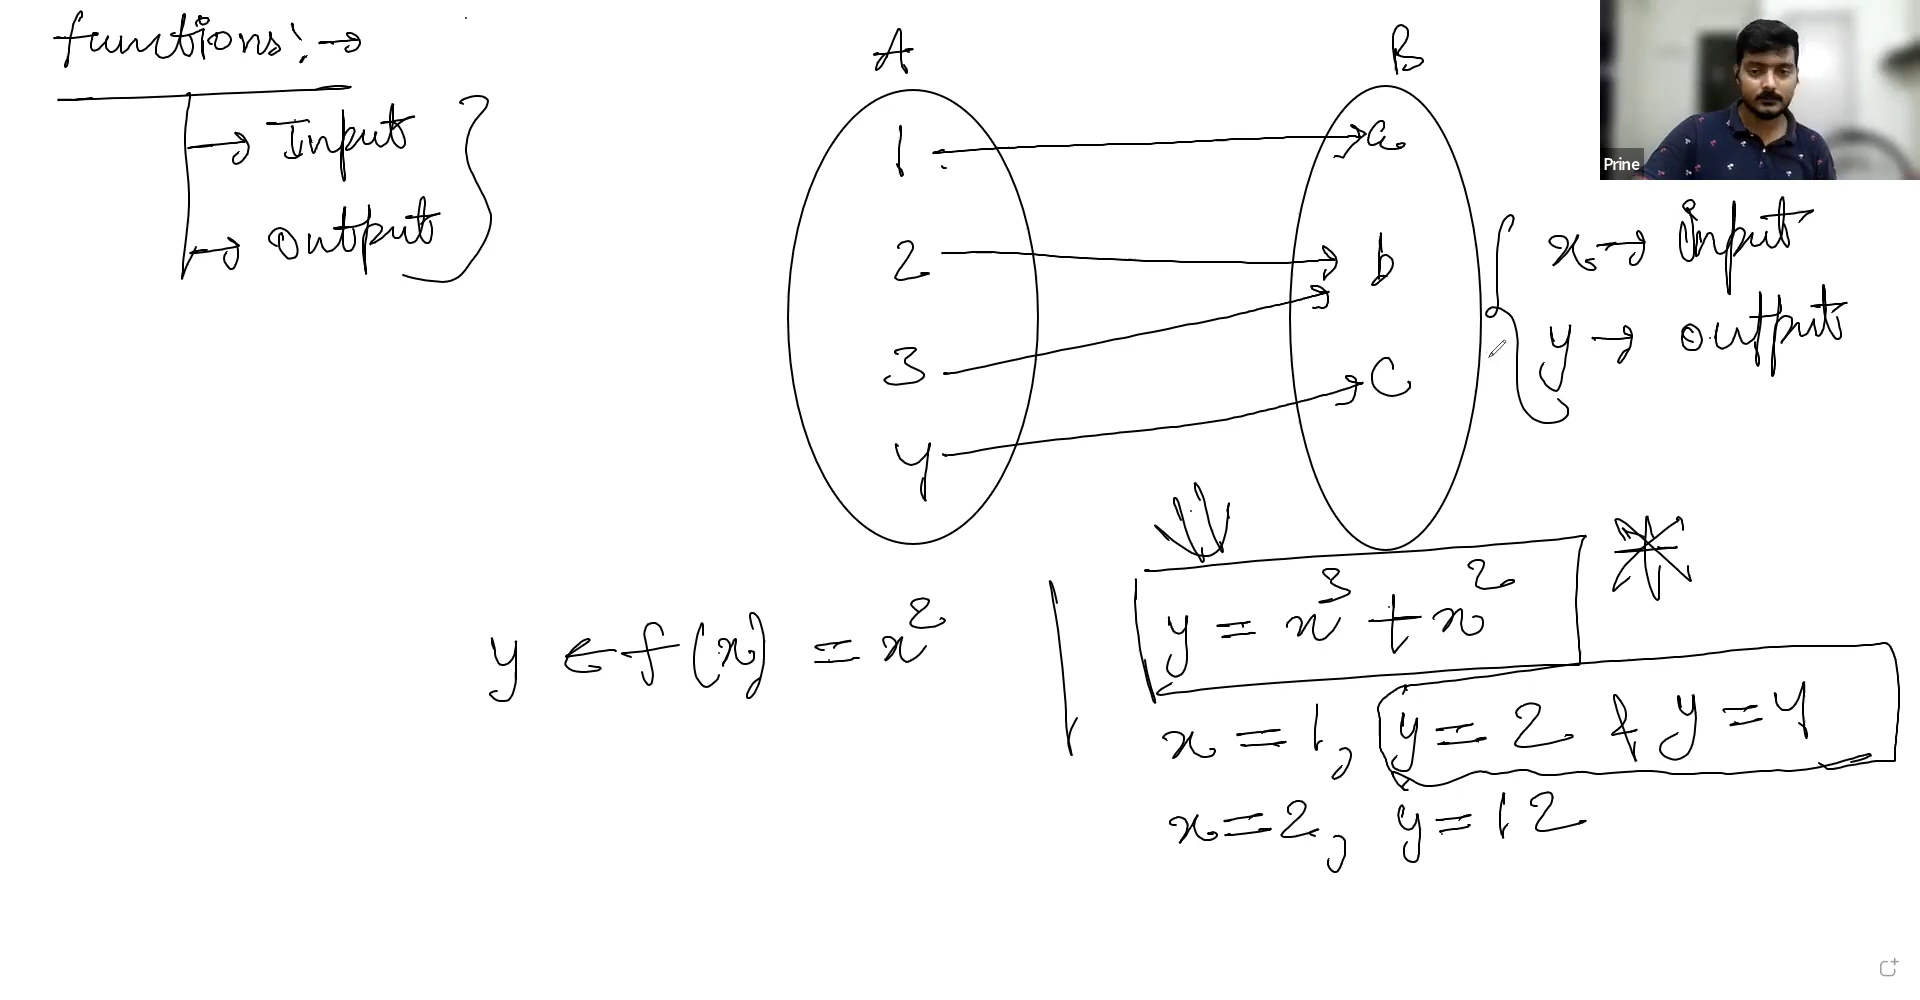 functions:→
→ Input
→ output
A
1
2
3
4
B
a
b
c
Prine
x → input
y → output
y ← f(x) = x²
y = x³ + x²
x = 1, y = 2 & y = 4
x = 2, y = 12